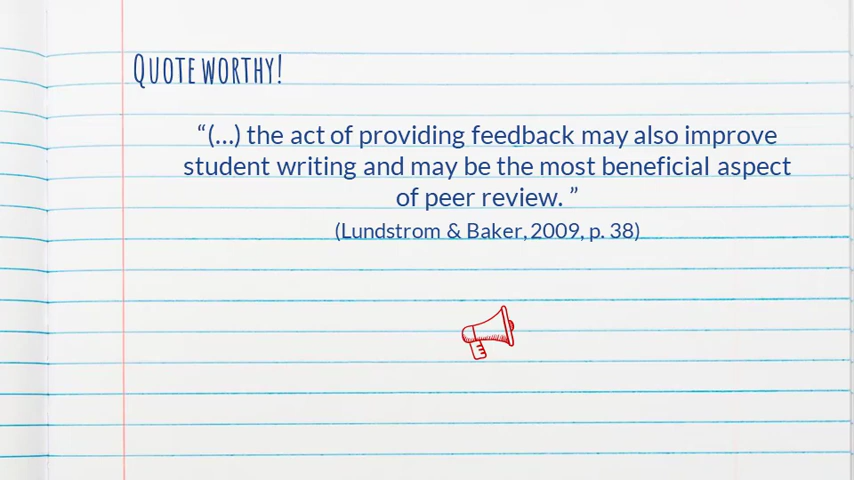 Quote worthy!
“(...) the act of providing feedback may also improve
student writing and may be the most beneficial aspect
of peer review. ”
(Lundstrom & Baker, 2009, p. 38)